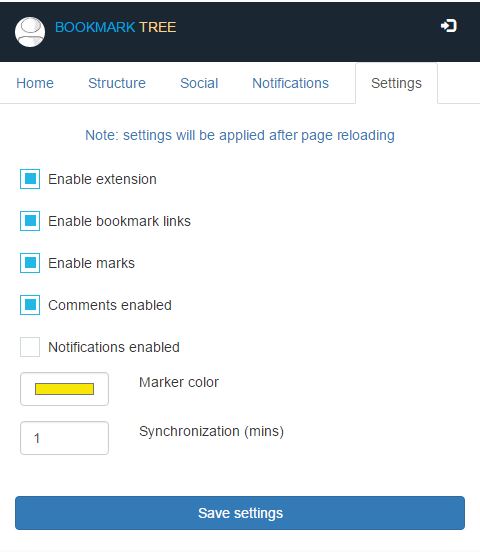 BOOKMARK TREE
Home Structure Social Notifications Settings
Note: settings will be applied after page reloading
Enable extension
Enable bookmark links
Enable marks
Comments enabled
Notifications enabled
Marker color
1 Synchronization (mins)
Save settings